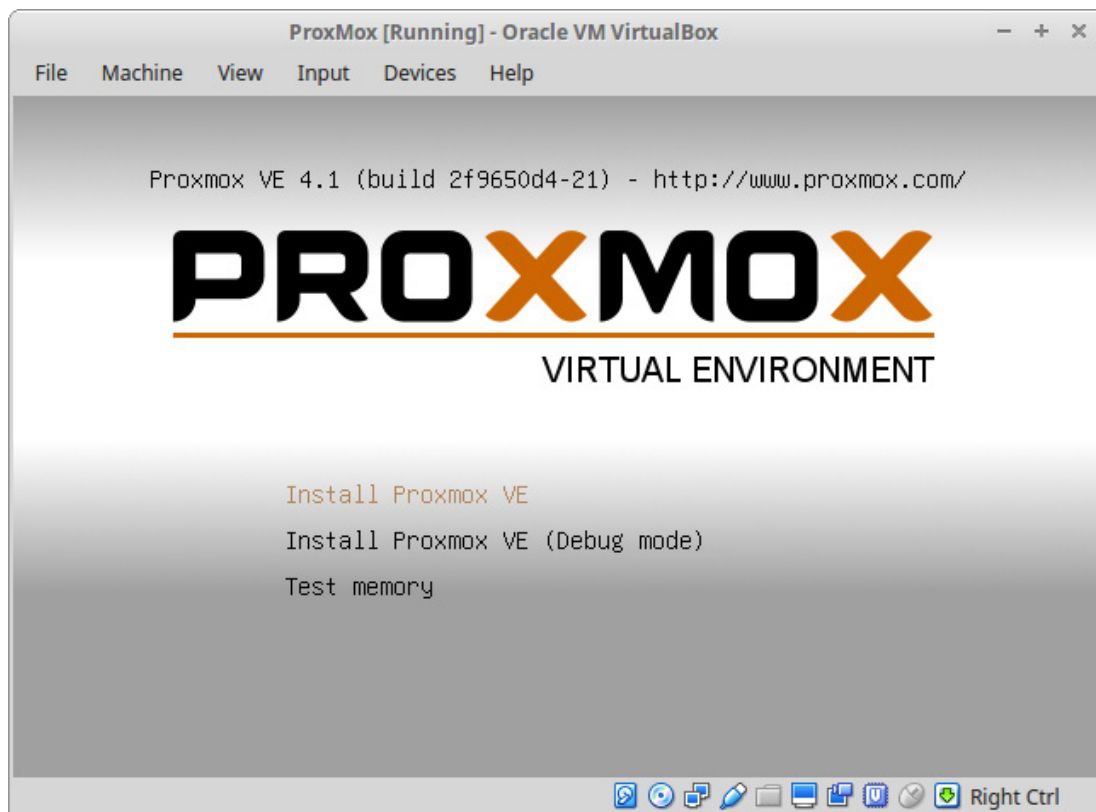 ProxMox [Running] - Oracle VM VirtualBox
File Machine View Input Devices Help
Proxmox VE 4.1 (build 2f9650d4-21) - http://www.proxmox.com/
PROXMOX
VIRTUAL ENVIRONMENT
Install Proxmox VE
Install Proxmox VE (Debug mode)
Test memory
Right Ctrl